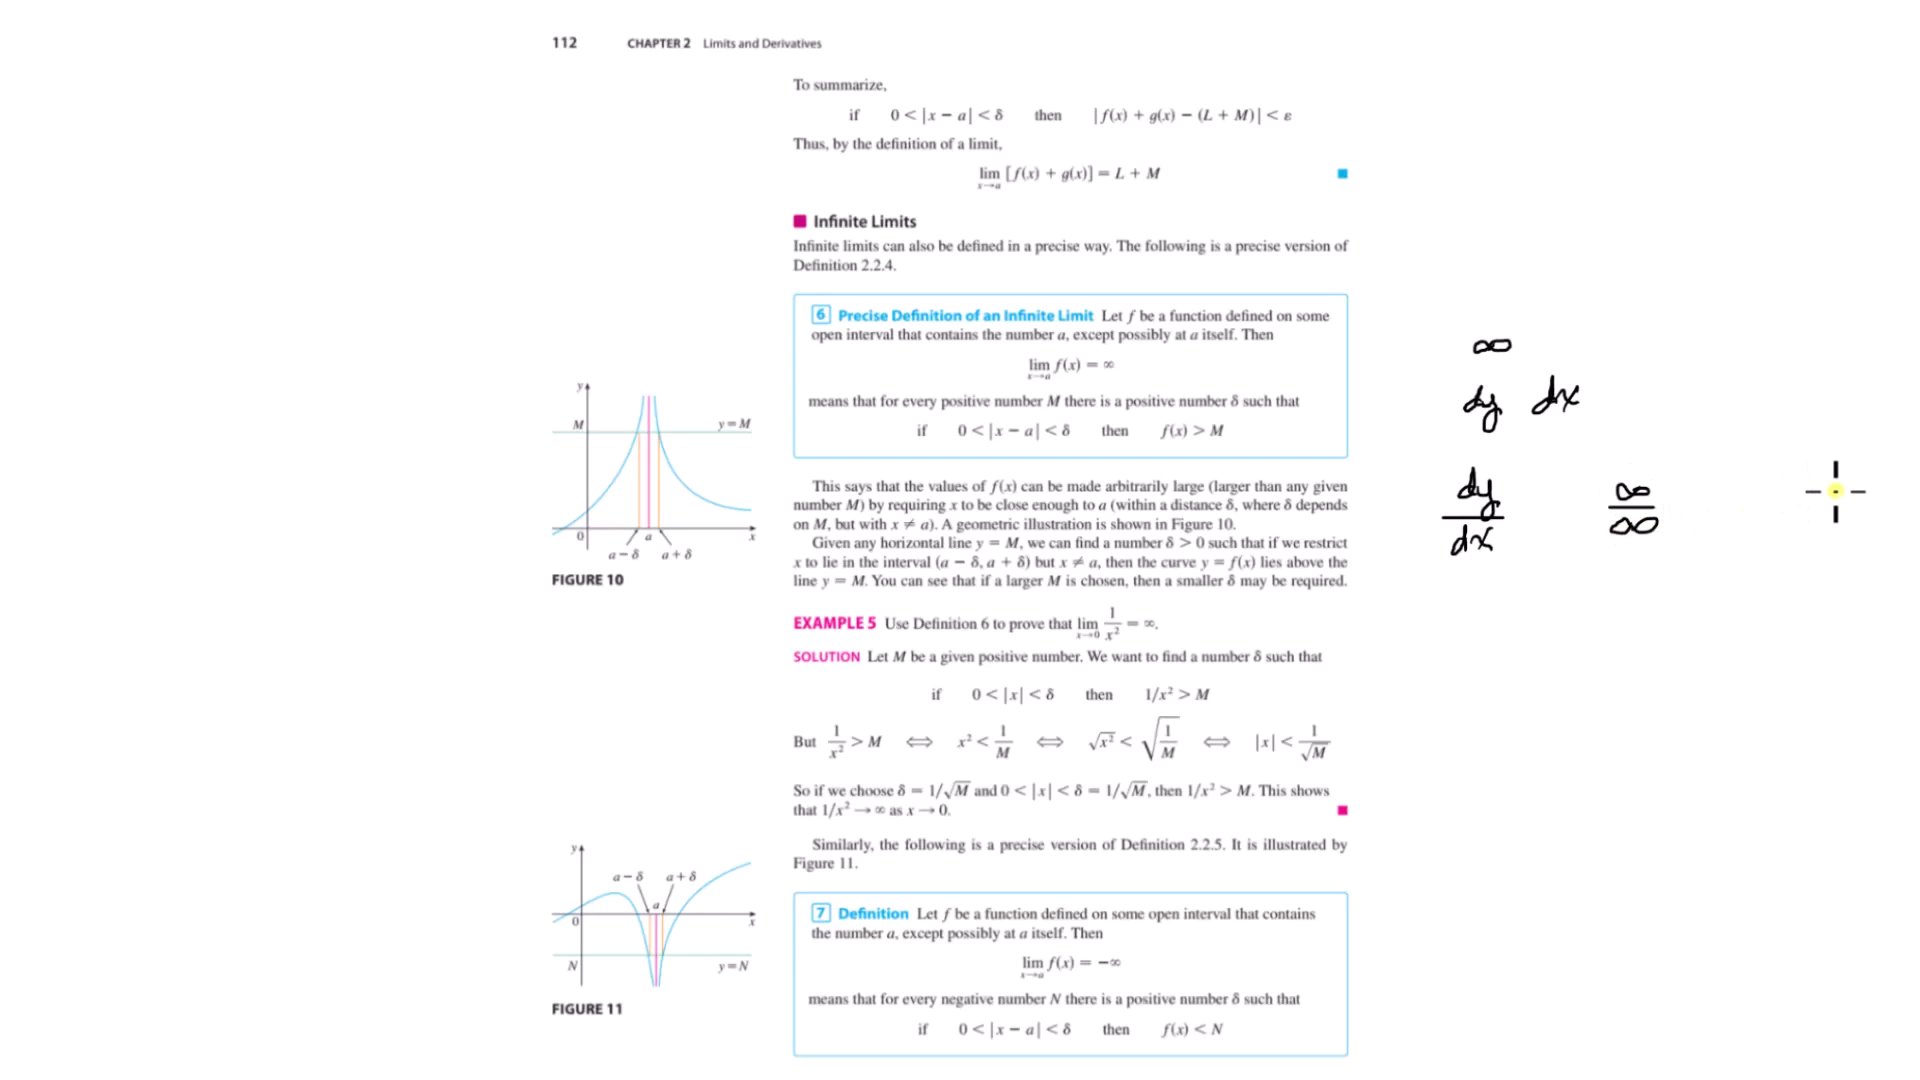 112 CHAPTER 2 Limits and Derivatives
To summarize,
if 0 < |x − a| < δ then |f(x) + g(x) − (L + M)| < ε
Thus, by the definition of a limit,
lim [f(x) + g(x)] = L + M
x→a
Infinite Limits
Infinite limits can also be defined in a precise way. The following is a precise version of
Definition 2.2.4.
6 Precise Definition of an Infinite Limit Let f be a function defined on some
open interval that contains the number a, except possibly at a itself. Then
lim f(x) = ∞
x→a
means that for every positive number M there is a positive number δ such that
if 0 < |x − a| < δ then f(x) > M
y
M
y = M
0
a
x
a − δ a + δ
FIGURE 10
This says that the values of f(x) can be made arbitrarily large (larger than any given
number M) by requiring x to be close enough to a (within a distance δ, where δ depends
on M, but with x ≠ a). A geometric illustration is shown in Figure 10.
Given any horizontal line y = M, we can find a number δ > 0 such that if we restrict
x to lie in the interval (a − δ, a + δ) but x ≠ a, then the curve y = f(x) lies above the
line y = M. You can see that if a larger M is chosen, then a smaller δ may be required.
EXAMPLE 5 Use Definition 6 to prove that lim x→0 1/x² = ∞.
SOLUTION Let M be a given positive number. We want to find a number δ such that
if 0 < |x| < δ then 1/x² > M
But 1/x² > M ⟺ x² < 1/M ⟺ √x² < √(1/M) ⟺ |x| < 1/√M
So if we choose δ = 1/√M and 0 < |x| < δ = 1/√M, then 1/x² > M. This shows
that 1/x² → ∞ as x → 0.
Similarly, the following is a precise version of Definition 2.2.5. It is illustrated by
Figure 11.
y
a − δ a + δ
a
0
x
N
y = N
FIGURE 11
7 Definition Let f be a function defined on some open interval that contains
the number a, except possibly at a itself. Then
lim f(x) = −∞
x→a
means that for every negative number N there is a positive number δ such that
if 0 < |x − a| < δ then f(x) < N
∞
dy dx
dy/dx ∞/∞